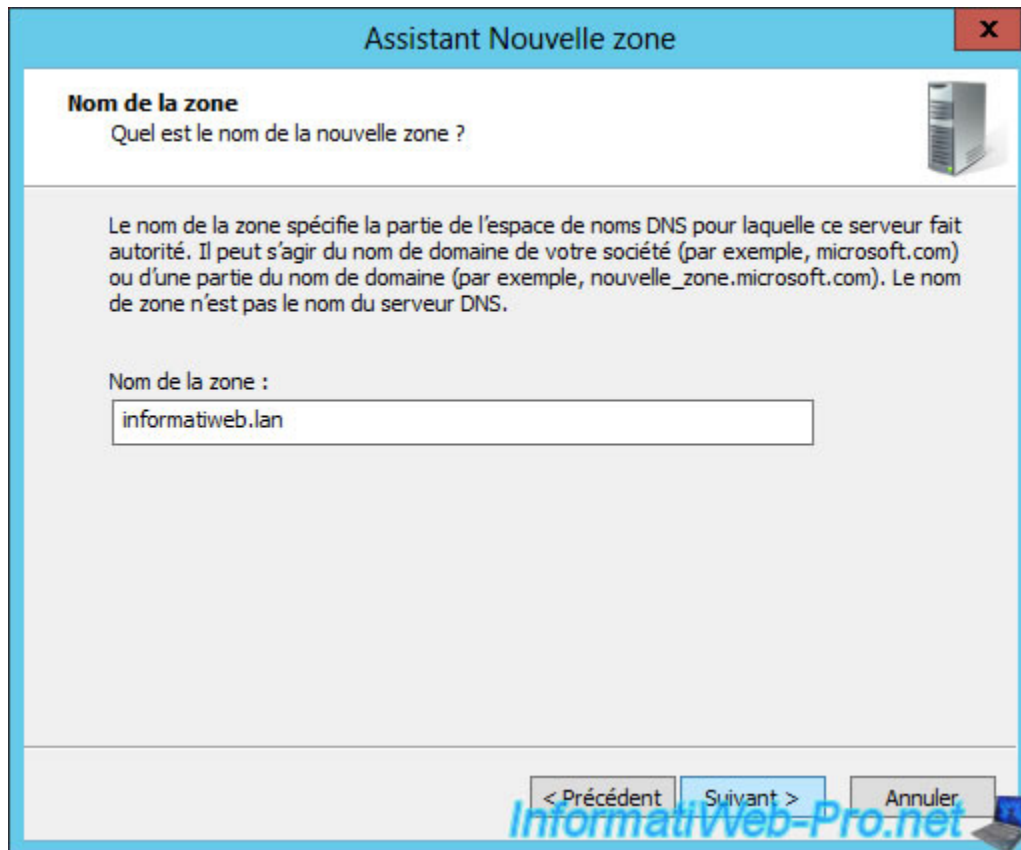 Assistant Nouvelle zone
x
Nom de la zone
Quel est le nom de la nouvelle zone ?
Le nom de la zone spécifie la partie de l'espace de noms DNS pour laquelle ce serveur fait
autorité. Il peut s'agir du nom de domaine de votre société (par exemple, microsoft.com)
ou d'une partie du nom de domaine (par exemple, nouvelle_zone.microsoft.com). Le nom
de zone n'est pas le nom du serveur DNS.
Nom de la zone :
informatiweb.lan
< Précédent Suivant > Annuler
InformatiWeb-Pro.net